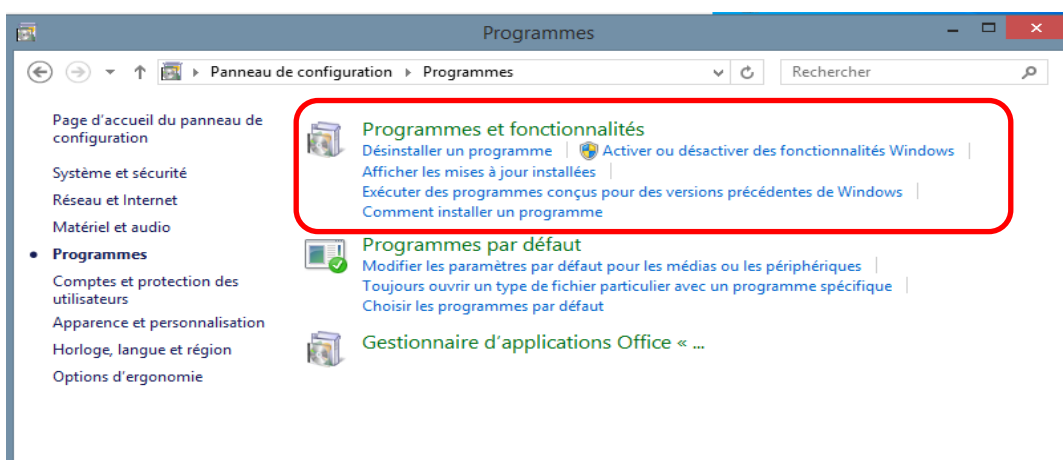 Programmes
Panneau de configuration ▸ Programmes
Rechercher
Page d'accueil du panneau de
configuration
Système et sécurité
Réseau et Internet
Matériel et audio
Programmes
Comptes et protection des
utilisateurs
Apparence et personnalisation
Horloge, langue et région
Options d'ergonomie
Programmes et fonctionnalités
Désinstaller un programme
Activer ou désactiver des fonctionnalités Windows
Afficher les mises à jour installées
Exécuter des programmes conçus pour des versions précédentes de Windows
Comment installer un programme
Programmes par défaut
Modifier les paramètres par défaut pour les médias ou les périphériques
Toujours ouvrir un type de fichier particulier avec un programme spécifique
Choisir les programmes par défaut
Gestionnaire d'applications Office « ...